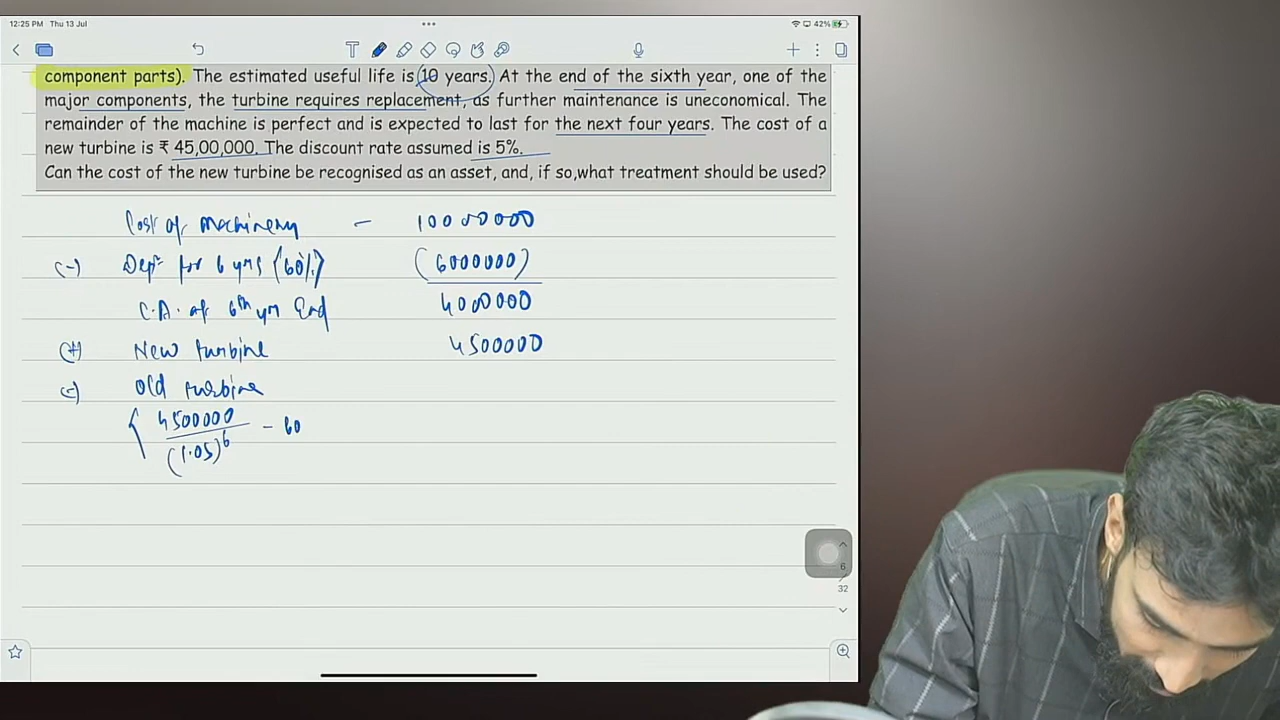 12:25 PM Thu 13 Jul
42%
component parts). The estimated useful life is 10 years. At the end of the sixth year, one of the
major components, the turbine requires replacement, as further maintenance is uneconomical. The
remainder of the machine is perfect and is expected to last for the next four years. The cost of a
new turbine is ₹ 45,00,000. The discount rate assumed is 5%.
Can the cost of the new turbine be recognised as an asset, and, if so,what treatment should be used?
Cost of Machinery - 10000000
(-) Depn for 6 yrs (60%) (6000000)
C.A. of 6th yr End 4000000
(+) New turbine 4500000
(-) Old turbine
{ 4500000 - 60
(1.05)^6
6
32